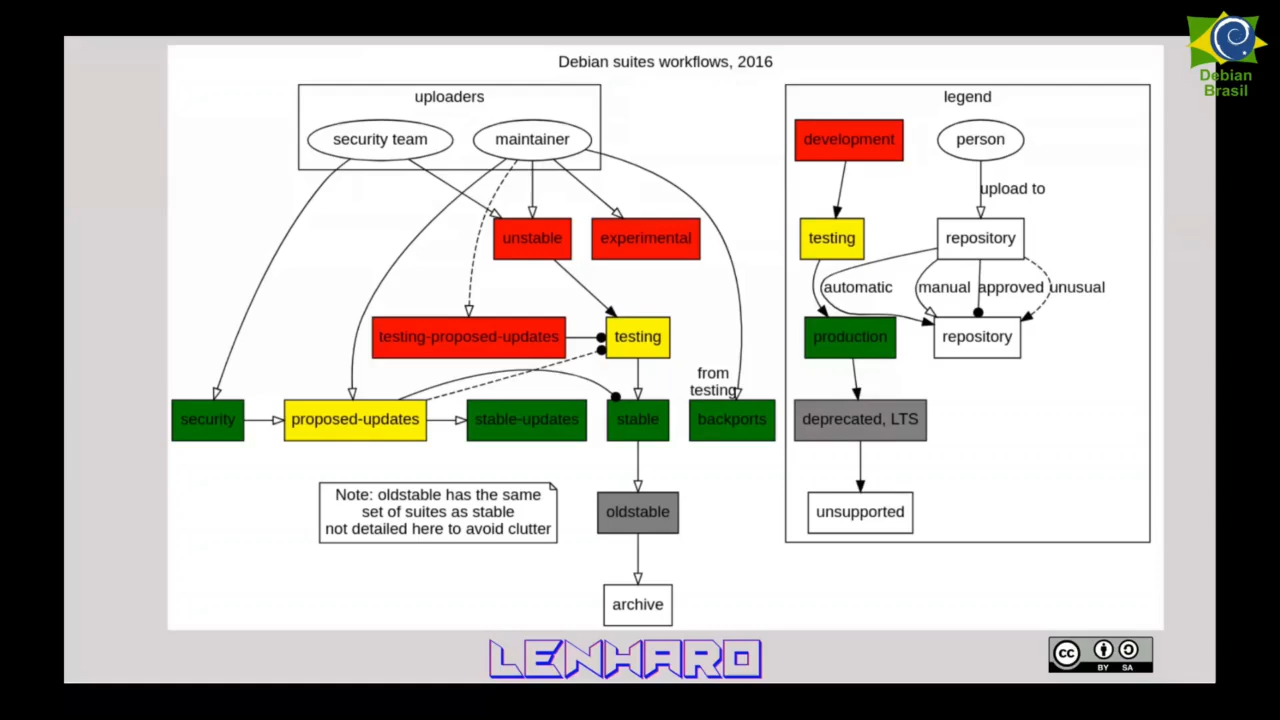 Debian suites workflows, 2016
uploaders
security team
maintainer
unstable
experimental
testing-proposed-updates
testing
from
testing
security
proposed-updates
stable-updates
stable
backports
Note: oldstable has the same
set of suites as stable
not detailed here to avoid clutter
oldstable
archive
legend
development
person
upload to
testing
repository
automatic
manual
approved
unusual
production
repository
deprecated, LTS
unsupported
LENHARO
cc
BY
SA
Debian
Brasil